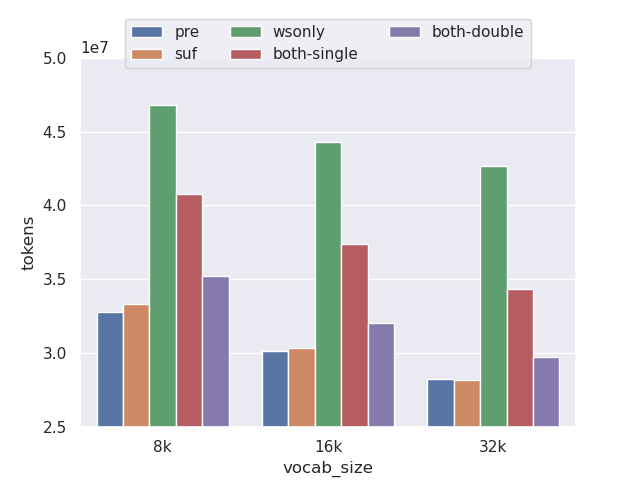 pre
wsonly
both-double
suf
both-single
1e7
5.0
4.5
4.0
3.5
3.0
2.5
tokens
8k
16k
32k
vocab_size